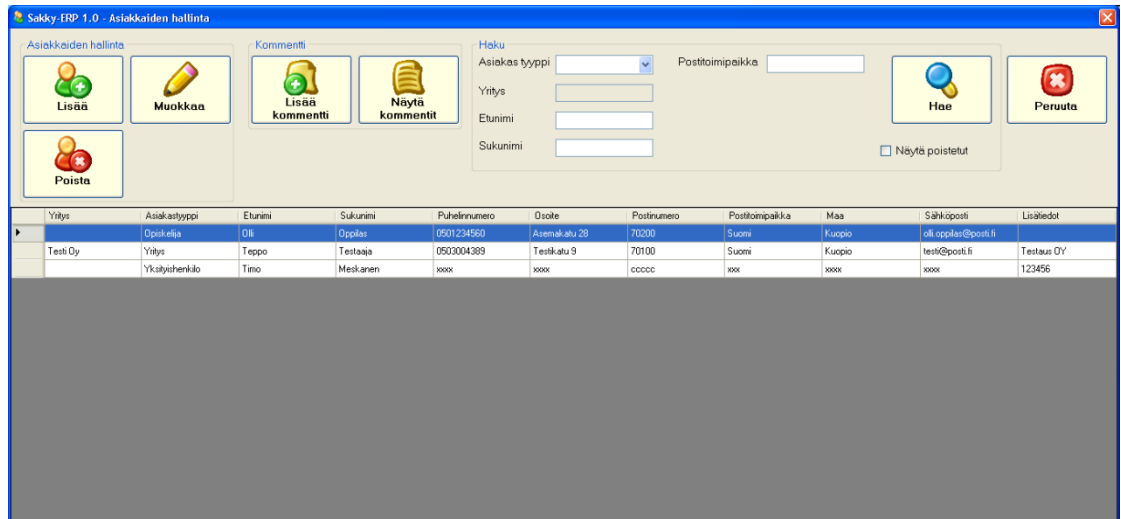 Sakky-ERP 1.0 - Asiakkaiden hallinta
Asiakkaiden hallinta
Lisää
Muokkaa
Poista
Kommentti
Lisää kommentti
Näytä kommentit
Haku
Asiakas tyyppi
Postitoimipaikka
Yritys
Etunimi
Sukunimi
Hae
Näytä poistetut
Peruuta
Yritys Asiakastyyppi Etunimi Sukunimi Puhelinnumero Osoite Postinumero Postitoimipaikka Maa Sähköposti Lisätiedot
Opiskelija Olli Oppilas 0501234560 Asemakatu 28 70200 Suomi Kuopio olli.oppilas@posti.fi
Testi Oy Yritys Teppo Testaaja 0503004389 Testikatu 9 70100 Suomi Kuopio testi@posti.fi Testaus OY
Yksityishenkilo Timo Meskanen xxxx xxxx ccccc xxx xxxx xxxx 123456